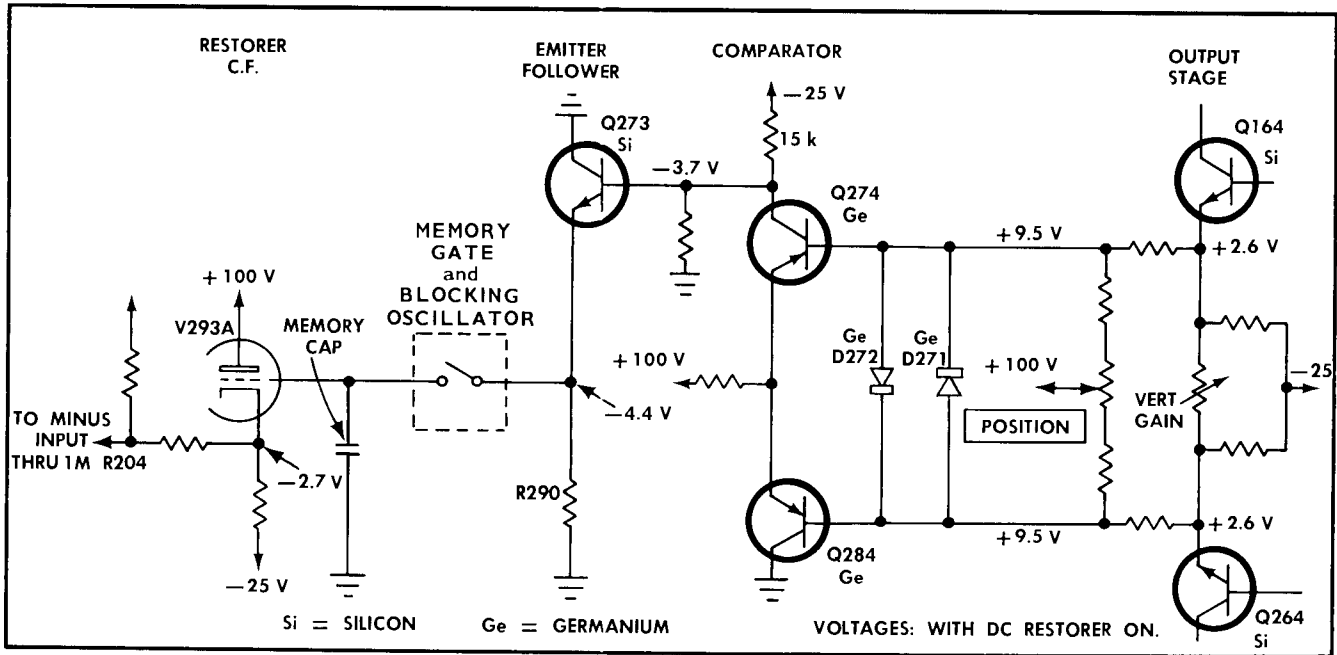 RESTORER
C.F.
EMITTER
FOLLOWER
COMPARATOR
OUTPUT
STAGE
Q273
Si
−25 V
15 k
−3.7 V
Q274
Ge
Q164
Si
+9.5 V
+2.6 V
MEMORY
GATE
and
BLOCKING
OSCILLATOR
+100 V
V293A
MEMORY
CAP
+100 V
−4.4 V
Ge
D272
Ge
D271
+100 V
POSITION
VERT
GAIN
−25
TO MINUS
INPUT
THRU 1M R204
−2.7 V
−25 V
R290
Q284
Ge
+9.5 V
+2.6 V
Q264
Si
Si = SILICON
Ge = GERMANIUM
VOLTAGES: WITH DC RESTORER ON.